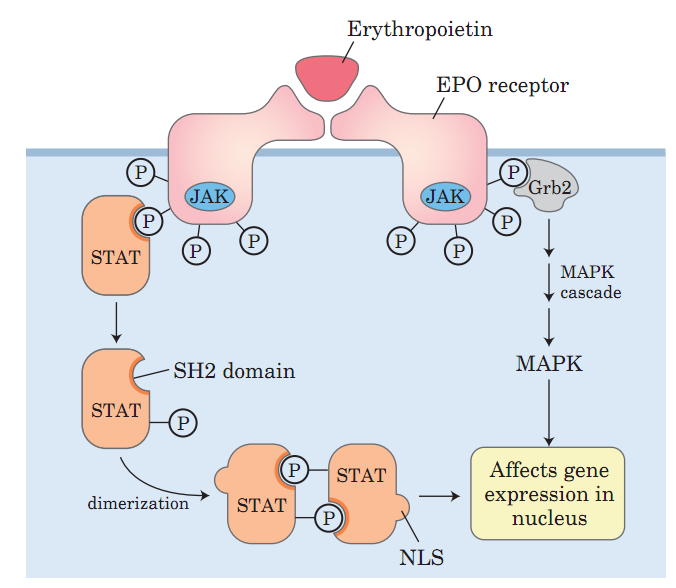 Erythropoietin
EPO receptor
P
P
Grb2
JAK
JAK
P
P
STAT
P
P
P
P
MAPK
cascade
SH2 domain
MAPK
STAT
P
P
STAT
Affects gene
expression in
nucleus
dimerization
STAT
P
NLS